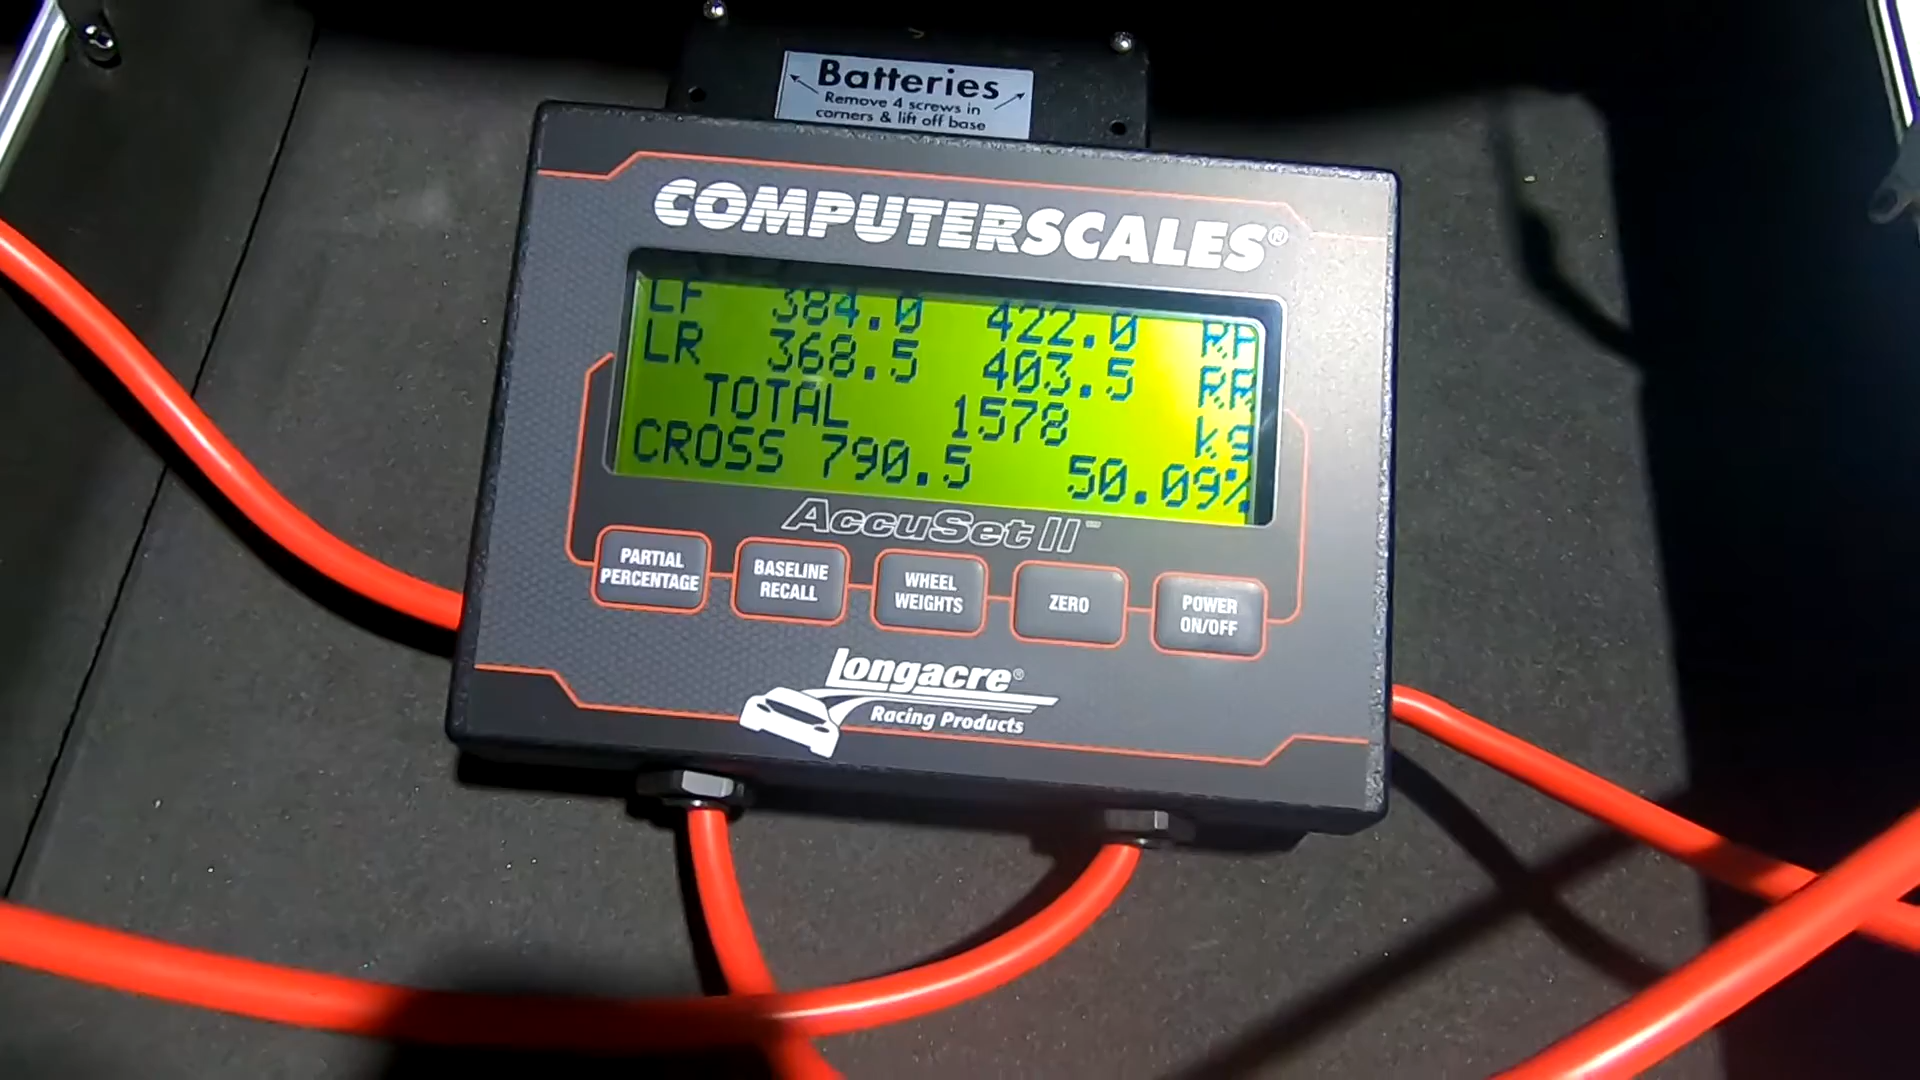 Batteries
Remove 4 screws in
corners & lift off base
COMPUTERSCALES®
LF 384.0 422.0 RF
LR 368.5 403.5 RR
TOTAL 1578 kg
CROSS 790.5 50.09%
AccuSet II™
PARTIAL
PERCENTAGE
BASELINE
RECALL
WHEEL
WEIGHTS
ZERO
POWER
ON/OFF
Longacre®
Racing Products